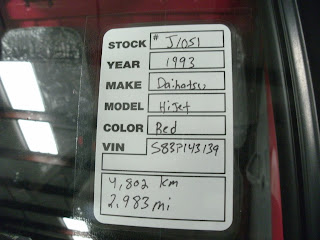 STOCK # J1051
YEAR 1993
MAKE Daihatsu
MODEL HiJet
COLOR Red
VIN S83P143139
4,802 km
2,983 mi